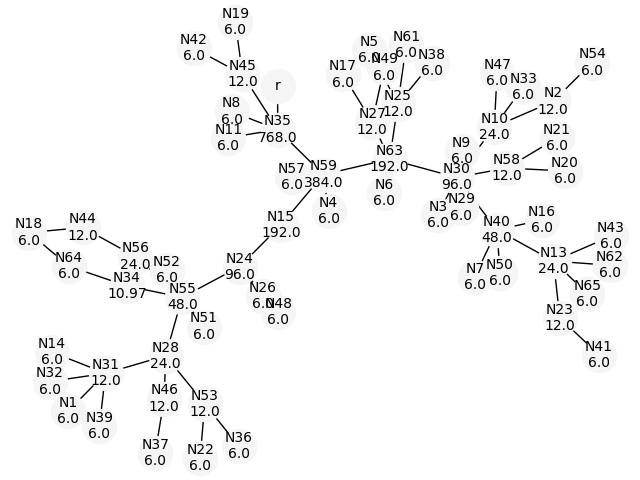 N19
6.0
N42
6.0
N45
12.0
r
N8
6.0
N11
6.0
N35
768.0
N5
6.0
N49
6.0
N61
6.0
N38
6.0
N17
6.0
N27
12.0
N25
12.0
N47
6.0
N33
6.0
N54
6.0
N2
12.0
N10
24.0
N21
6.0
N9
6.0
N63
192.0
N58
12.0
N20
6.0
N57
6.0
N59
384.0
N30
96.0
N6
6.0
N4
6.0
N3
6.0
N29
6.0
N15
192.0
N16
6.0
N40
48.0
N43
6.0
N18
6.0
N44
12.0
N56
24.0
N52
6.0
N64
6.0
N34
10.97
N55
48.0
N24
96.0
N26
6.0
N48
6.0
N7
6.0
N50
6.0
N13
24.0
N62
6.0
N65
6.0
N51
6.0
N23
12.0
N41
6.0
N14
6.0
N28
24.0
N32
6.0
N31
12.0
N1
6.0
N39
6.0
N46
12.0
N53
12.0
N37
6.0
N22
6.0
N36
6.0